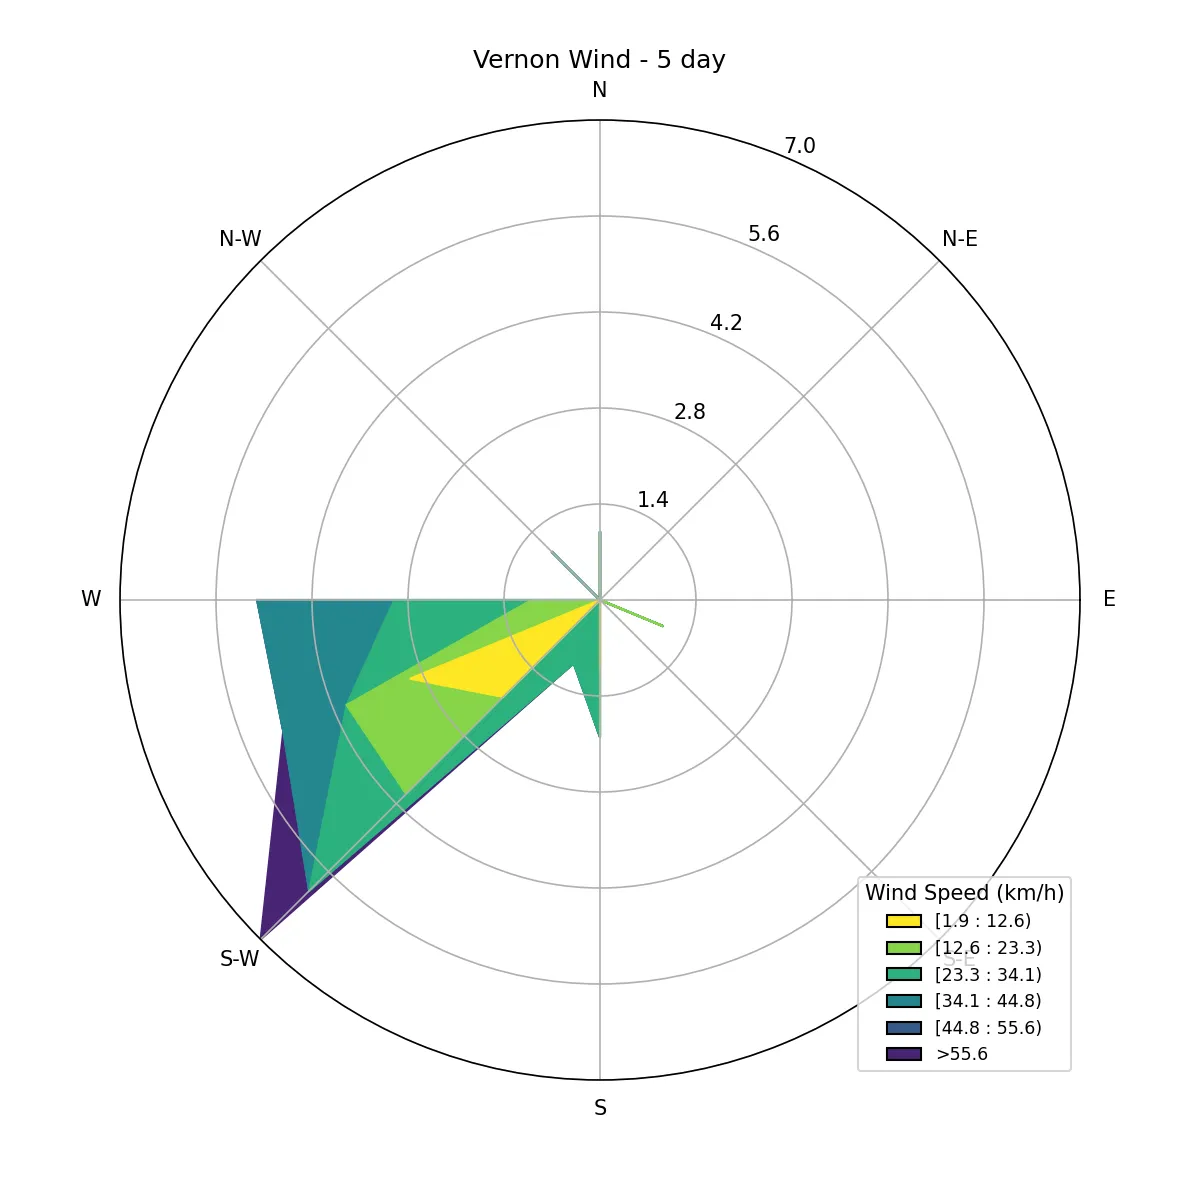 Vernon Wind - 5 day
N
7.0
N-W
5.6
N-E
4.2
2.8
1.4
W
E
S-W
S-E
S
Wind Speed (km/h)
[1.9 : 12.6)
[12.6 : 23.3)
[23.3 : 34.1)
[34.1 : 44.8)
[44.8 : 55.6)
>55.6